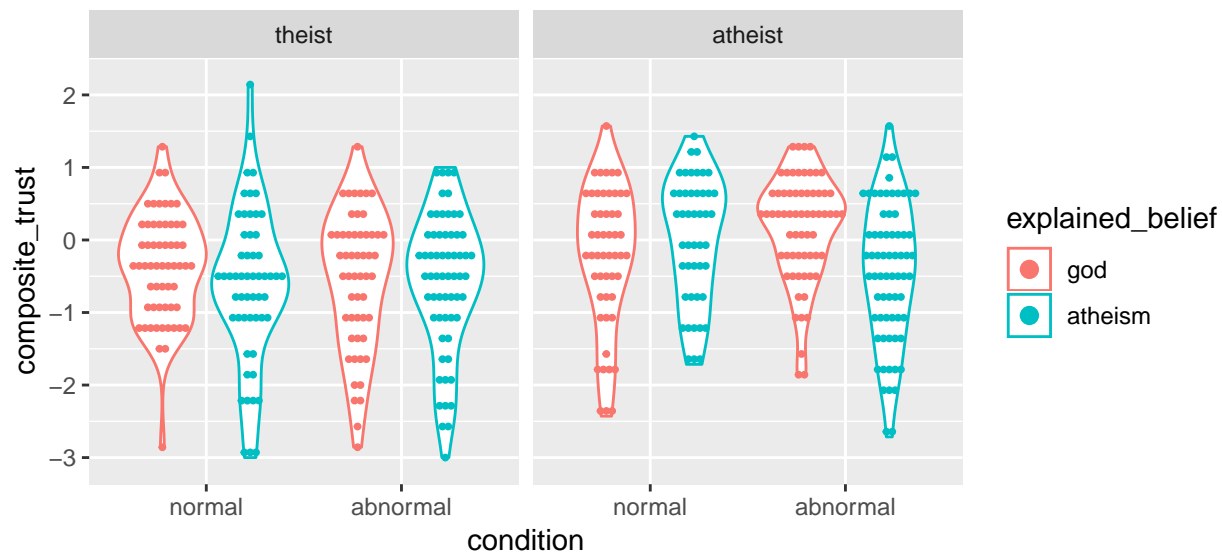 theist
atheist
composite_trust
2
1
0
−1
−2
−3
normal
abnormal
normal
abnormal
condition
explained_belief
god
atheism